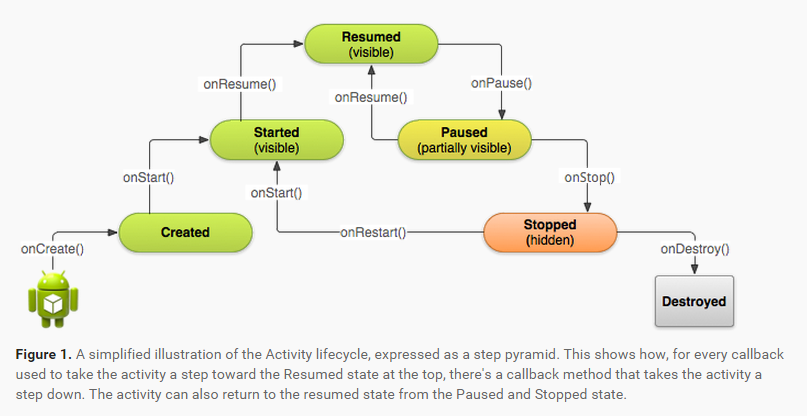 Resumed
(visible)
onResume()
onResume()
onPause()
Started
(visible)
Paused
(partially visible)
onStart()
onStart()
onStop()
Created
onRestart()
Stopped
(hidden)
onCreate()
onDestroy()
Destroyed
Figure 1. A simplified illustration of the Activity lifecycle, expressed as a step pyramid. This shows how, for every callback
used to take the activity a step toward the Resumed state at the top, there's a callback method that takes the activity a
step down. The activity can also return to the resumed state from the Paused and Stopped state.